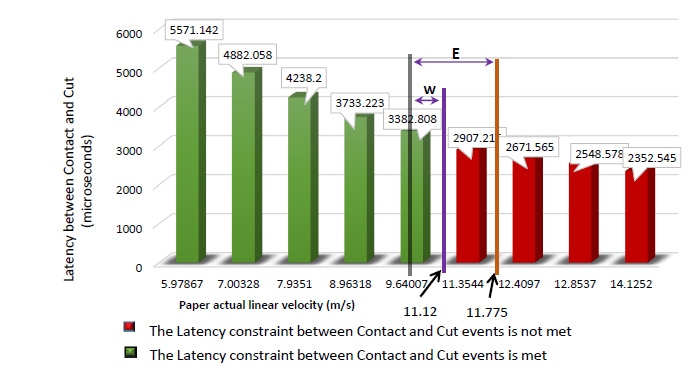 Latency between Contact and Cut
(microseconds)
6000
5000
4000
3000
2000
1000
0
5571.142
4882.058
4238.2
3733.223
3382.808
2907.21
2671.565
2548.578
2352.545
E
w
5.97867 7.00328 7.9351 8.96318 9.64007 11.3544 12.4097 12.8537 14.1252
Paper actual linear velocity (m/s)
11.12
11.775
The Latency constraint between Contact and Cut events is not met
The Latency constraint between Contact and Cut events is met